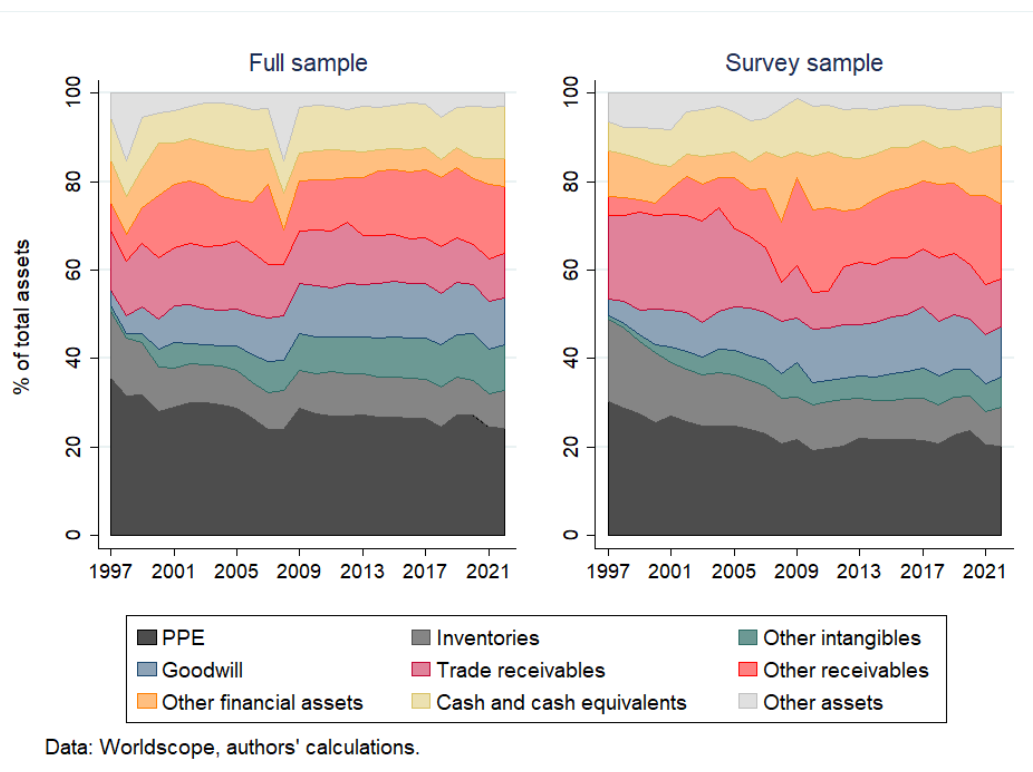 Full sample
Survey sample
% of total assets
100
80
60
40
20
0
1997 2001 2005 2009 2013 2017 2021
100
80
60
40
20
0
1997 2001 2005 2009 2013 2017 2021
PPE Inventories Other intangibles
Goodwill Trade receivables Other receivables
Other financial assets Cash and cash equivalents Other assets
Data: Worldscope, authors' calculations.